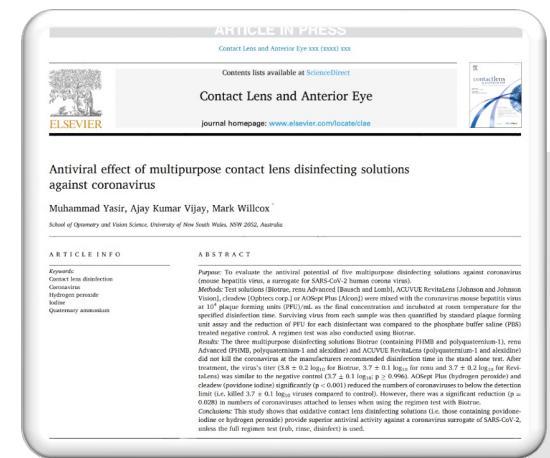 ARTICLE IN PRESS
Contact Lens and Anterior Eye xxx (xxxx) xxx
Contents lists available at ScienceDirect
Contact Lens and Anterior Eye
journal homepage: www.elsevier.com/locate/clae
ELSEVIER
contactlens
Antiviral effect of multipurpose contact lens disinfecting solutions
against coronavirus
Muhammad Yasir, Ajay Kumar Vijay, Mark Willcox *
School of Optometry and Vision Science, University of New South Wales, NSW 2052, Australia
ARTICLE INFO
Keywords:
Contact lens disinfection
Coronavirus
Hydrogen peroxide
Iodine
Quaternary ammonium
ABSTRACT
Purpose: To evaluate the antiviral potential of five multipurpose disinfecting solutions against coronavirus
(mouse hepatitis virus, a surrogate for SARS-CoV-2 human corona virus).
Methods: Test solutions (Biotrue, renu Advanced [Bausch and Lomb], ACUVUE RevitaLens [Johnson and Johnson
Vision], cleadew [Ophtecs corp.] or AOSept Plus [Alcon]) were mixed with the coronavirus mouse hepatitis virus
at 10⁴ plaque forming units (PFU)/mL as the final concentration and incubated at room temperature for the
specified disinfection time. Surviving virus from each sample was then quantified by standard plaque forming
unit assay and the reduction of PFU for each disinfectant was compared to the phosphate buffer saline (PBS)
treated negative control. A regimen test was also conducted using Biotrue.
Results: The three multipurpose disinfecting solutions Biotrue (containing PHMB and polyquaternium-1), renu
Advanced (PHMB, polyquaternium-1 and alexidine) and ACUVUE RevitaLens (polyquaternium-1 and alexidine)
did not kill the coronavirus at the manufacturers recommended disinfection time in the stand alone test. After
treatment, the virus's titer (3.8 ± 0.2 log₁₀ for Biotrue, 3.7 ± 0.1 log₁₀ for renu and 3.7 ± 0.2 log₁₀ for Revi-
taLens) was similar to the negative control (3.7 ± 0.1 log₁₀; p ≥ 0.996). AOSept Plus (hydrogen peroxide) and
cleadew (povidone iodine) significantly (p < 0.001) reduced the numbers of coronaviruses to below the detection
limit (i.e. killed 3.7 ± 0.1 log₁₀ viruses compared to control). However, there was a significant reduction (p =
0.028) in numbers of coronaviruses attached to lenses when using the regimen test with Biotrue.
Conclusions: This study shows that oxidative contact lens disinfecting solutions (i.e. those containing povidone-
iodine or hydrogen peroxide) provide superior antiviral activity against a coronavirus surrogate of SARS-CoV-2,
unless the full regimen test (rub, rinse, disinfect) is used.